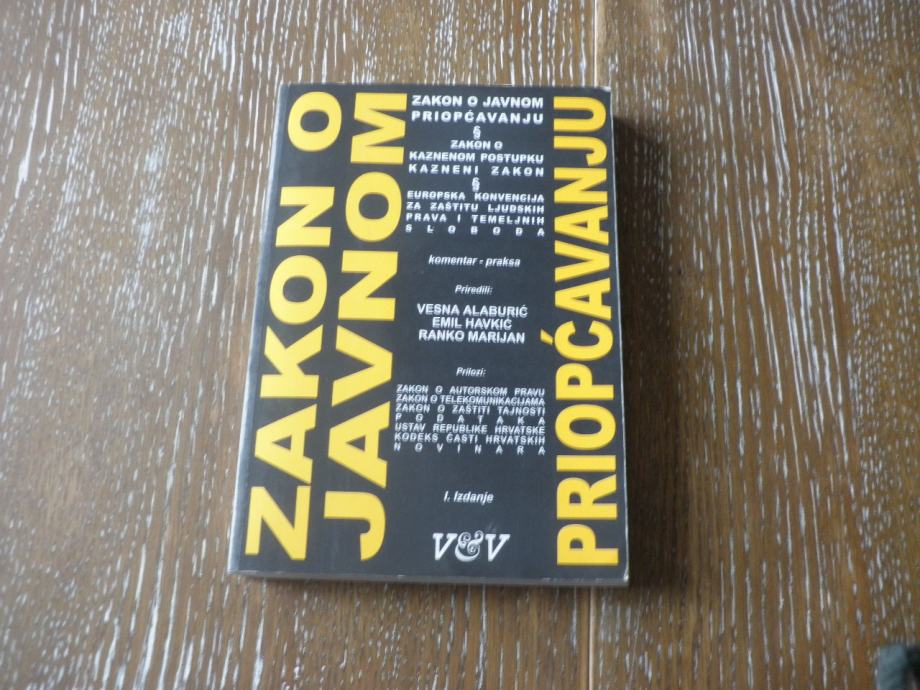 ZAKON O
JAVNOM
PRIOPĆAVANJU
ZAKON O JAVNOM
PRIOPĆAVANJU
§
ZAKON O
KAZNENOM POSTUPKU
KAZNENI ZAKON
§
EUROPSKA KONVENCIJA
ZA ZAŠTITU LJUDSKIH
PRAVA I TEMELJNIH
SLOBODA
komentar - praksa
Priredili:
VESNA ALABURIĆ
EMIL HAVKIĆ
RANKO MARIJAN
Prilozi:
ZAKON O AUTORSKOM PRAVU
ZAKON O TELEKOMUNIKACIJAMA
ZAKON O ZAŠTITI TAJNOSTI
PODATAKA
USTAV REPUBLIKE HRVATSKE
KODEKS ČASTI HRVATSKIH
NOVINARA
I. Izdanje
V&V